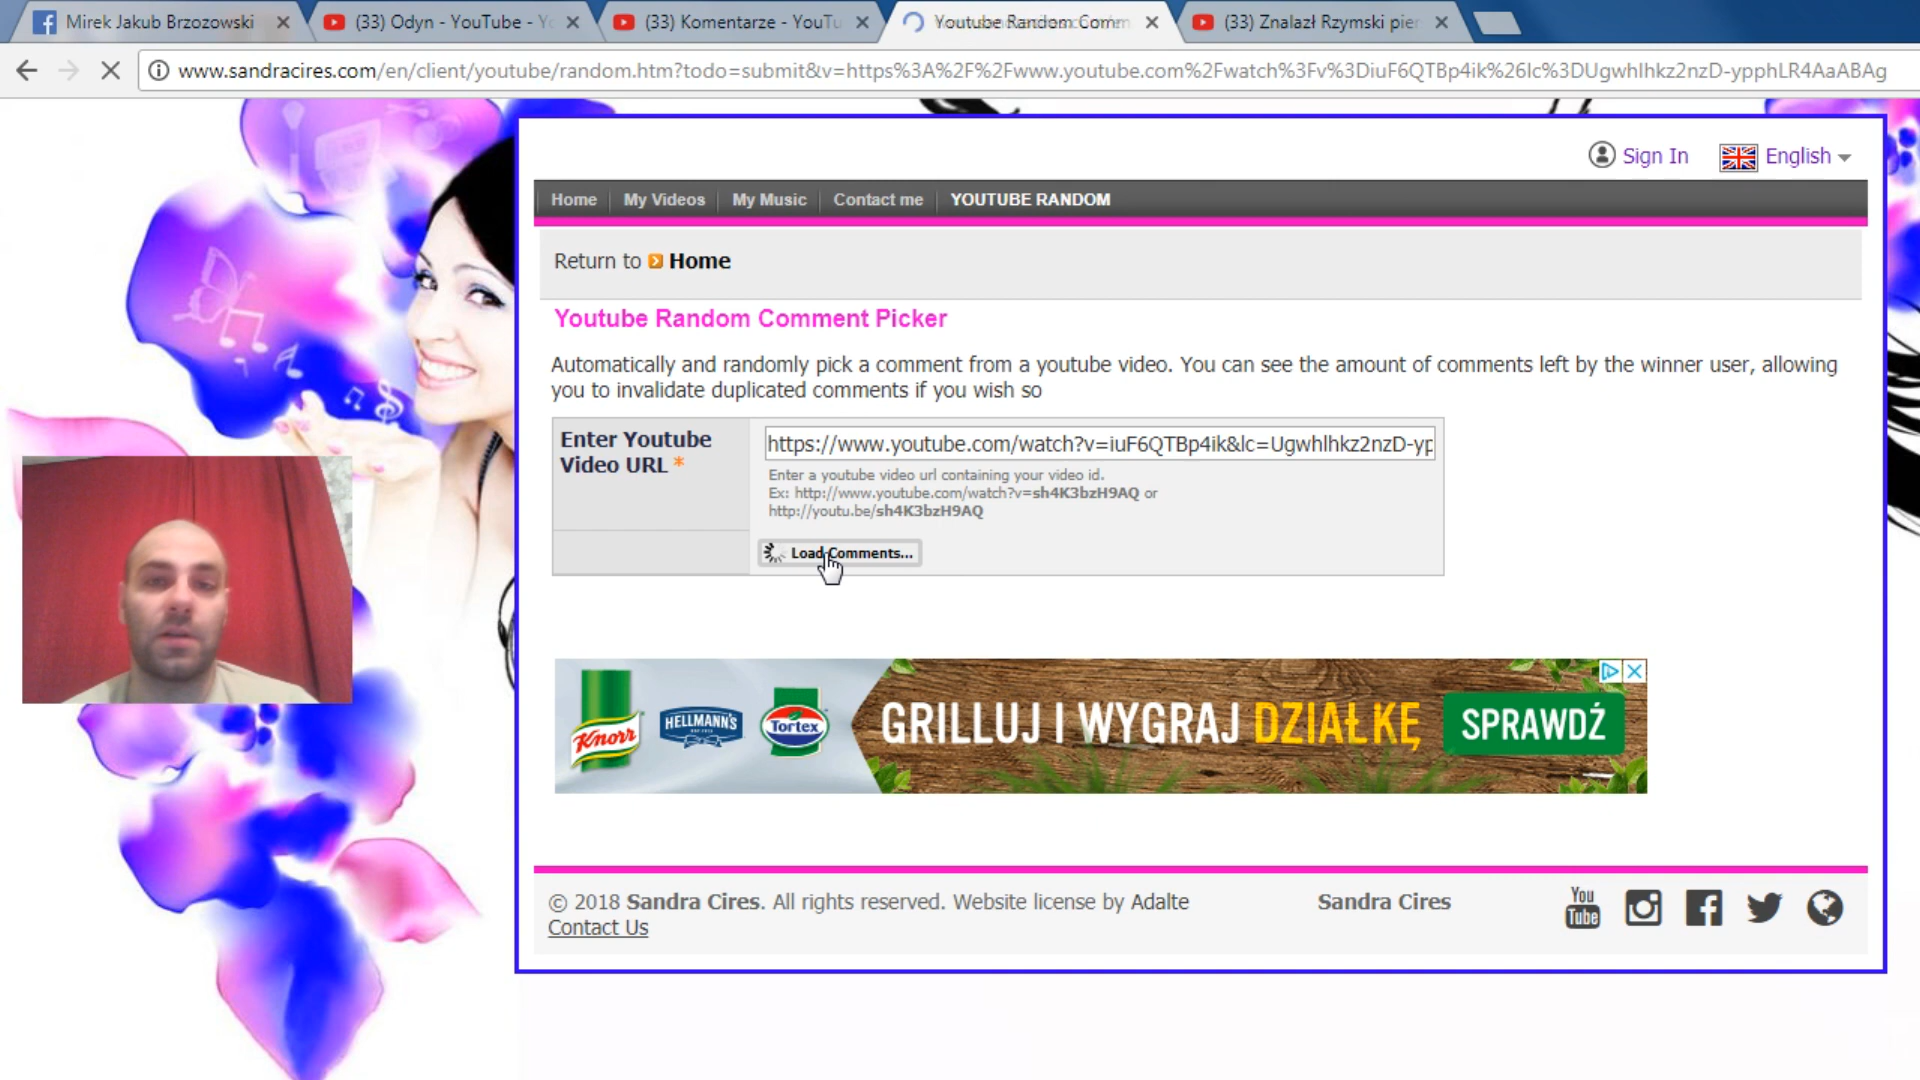 Mirek Jakub Brzozowski
(33) Odyn - YouTube - Yo
(33) Komentarze - YouTu
Youtube Random Comm
(33) Znalazł Rzymski pier
www.sandracires.com/en/client/youtube/random.htm?todo=submit&v=https%3A%2F%2Fwww.youtube.com%2Fwatch%3Fv%3DiuF6QTBp4ik%26lc%3DUgwhlhkz2nzD-ypphLR4AaABAg
Sign In
English
Home
My Videos
My Music
Contact me
YOUTUBE RANDOM
Return to Home
Youtube Random Comment Picker
Automatically and randomly pick a comment from a youtube video. You can see the amount of comments left by the winner user, allowing
you to invalidate duplicated comments if you wish so
Enter Youtube
Video URL *
https://www.youtube.com/watch?v=iuF6QTBp4ik&lc=Ugwhlhkz2nzD-yp
Enter a youtube video url containing your video id.
Ex: http://www.youtube.com/watch?v=sh4K3bzH9AQ or
http://youtu.be/sh4K3bzH9AQ
Load Comments...
Knorr
HELLMANN'S
Tortex
GRILLUJ I WYGRAJ DZIAŁKĘ
SPRAWDŹ
© 2018 Sandra Cires. All rights reserved. Website license by Adalte
Contact Us
Sandra Cires
You
Tube